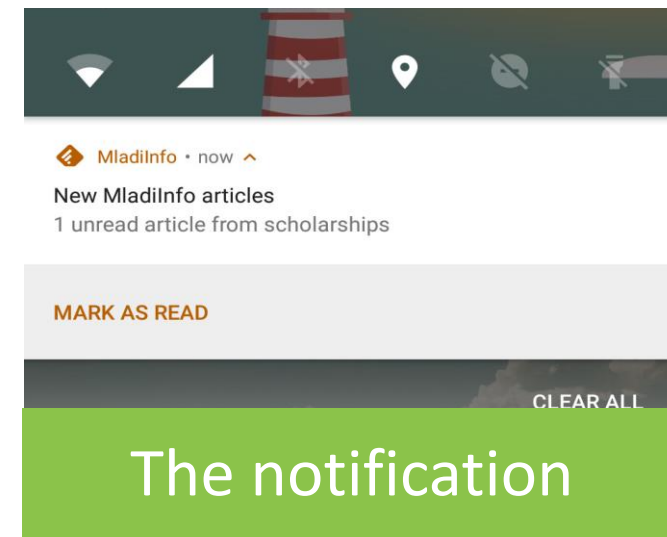 MladiInfo • now
New MladiInfo articles
1 unread article from scholarships
MARK AS READ
CLEAR ALL
The notification